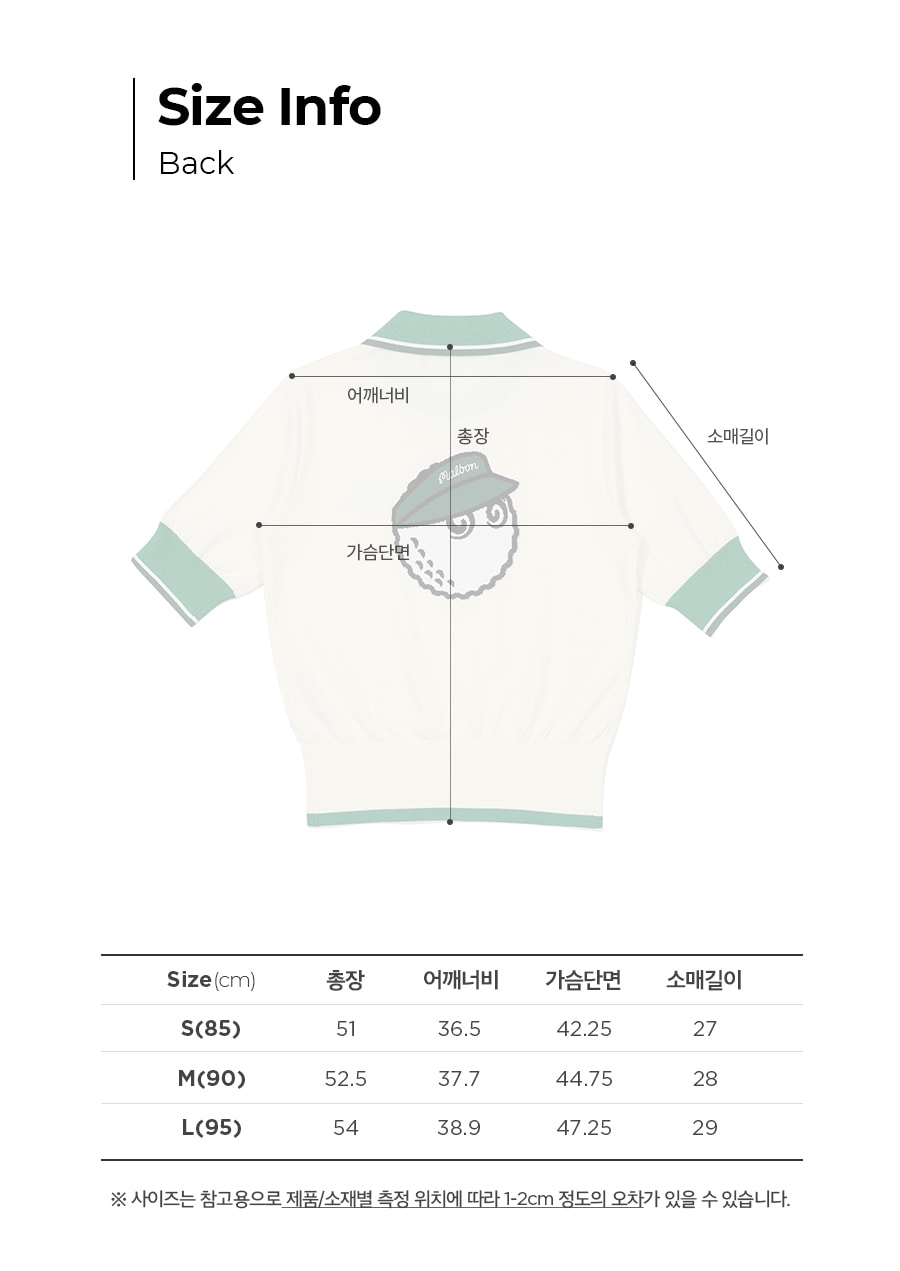 Size Info
Back
어깨너비
총장
소매길이
Malbon
가슴단면
Size(cm) 총장 어깨너비 가슴단면 소매길이
S(85) 51 36.5 42.25 27
M(90) 52.5 37.7 44.75 28
L(95) 54 38.9 47.25 29
※ 사이즈는 참고용으로 제품/소재별 측정 위치에 따라 1-2cm 정도의 오차가 있을 수 있습니다.